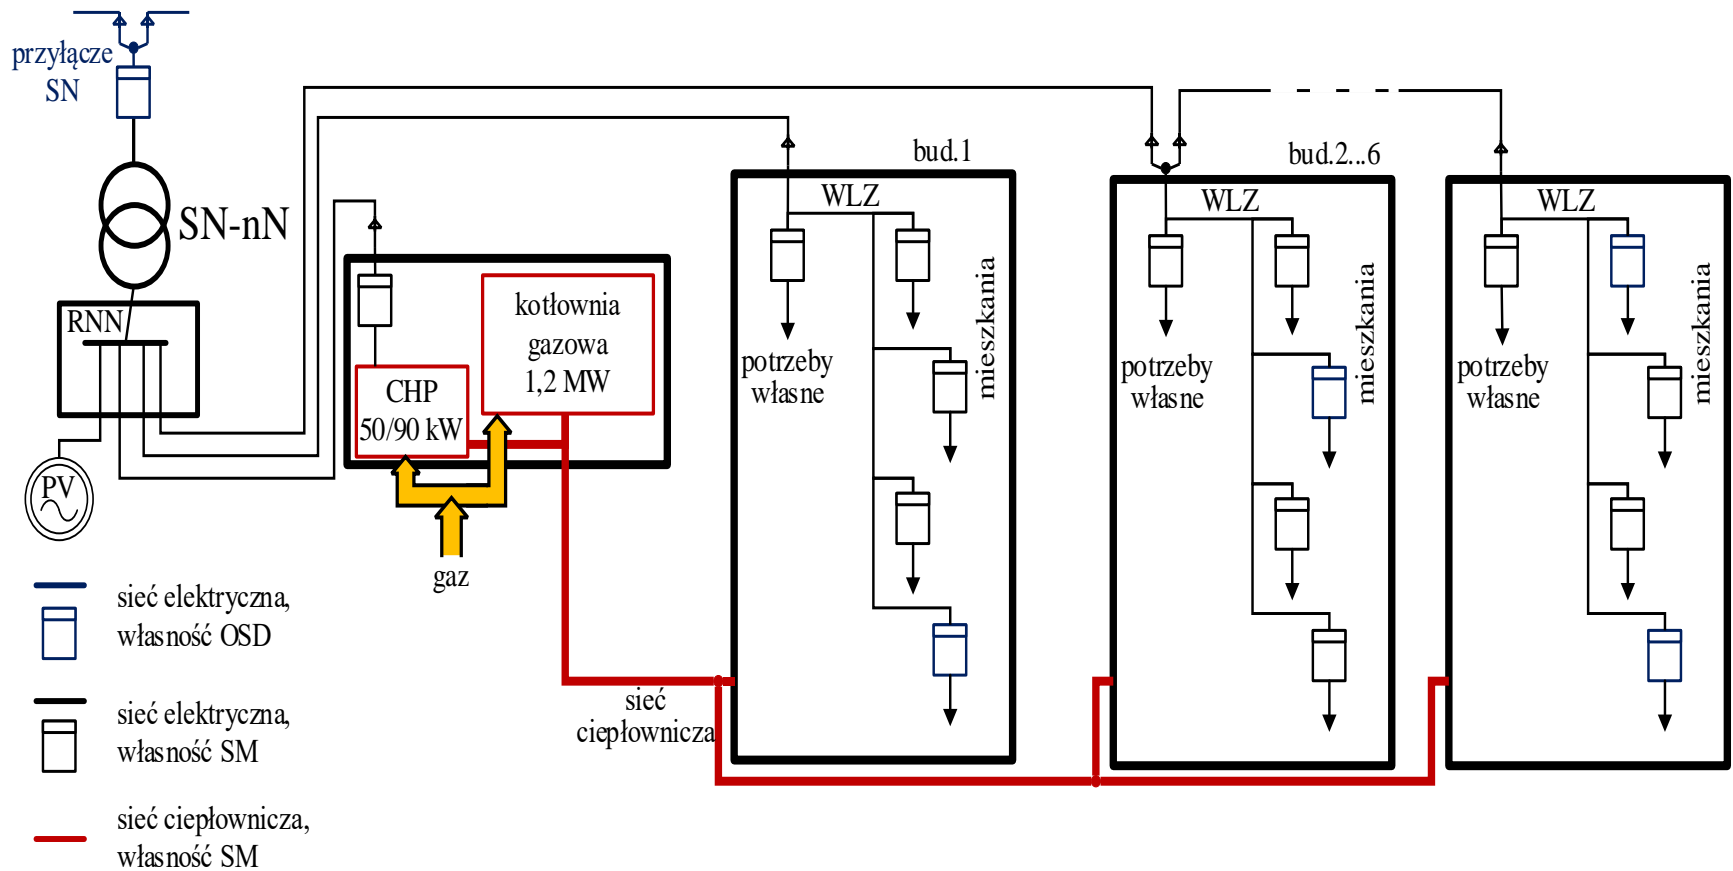 przyłącze
SN
SN-nN
RNN
PV
CHP
50/90 kW
kotłownia
gazowa
1,2 MW
gaz
bud.1
WLZ
potrzeby
własne
mieszkania
bud.2...6
WLZ
potrzeby
własne
mieszkania
WLZ
potrzeby
własne
mieszkania
sieć
ciepłownicza
sieć elektryczna,
własność OSD
sieć elektryczna,
własność SM
sieć ciepłownicza,
własność SM